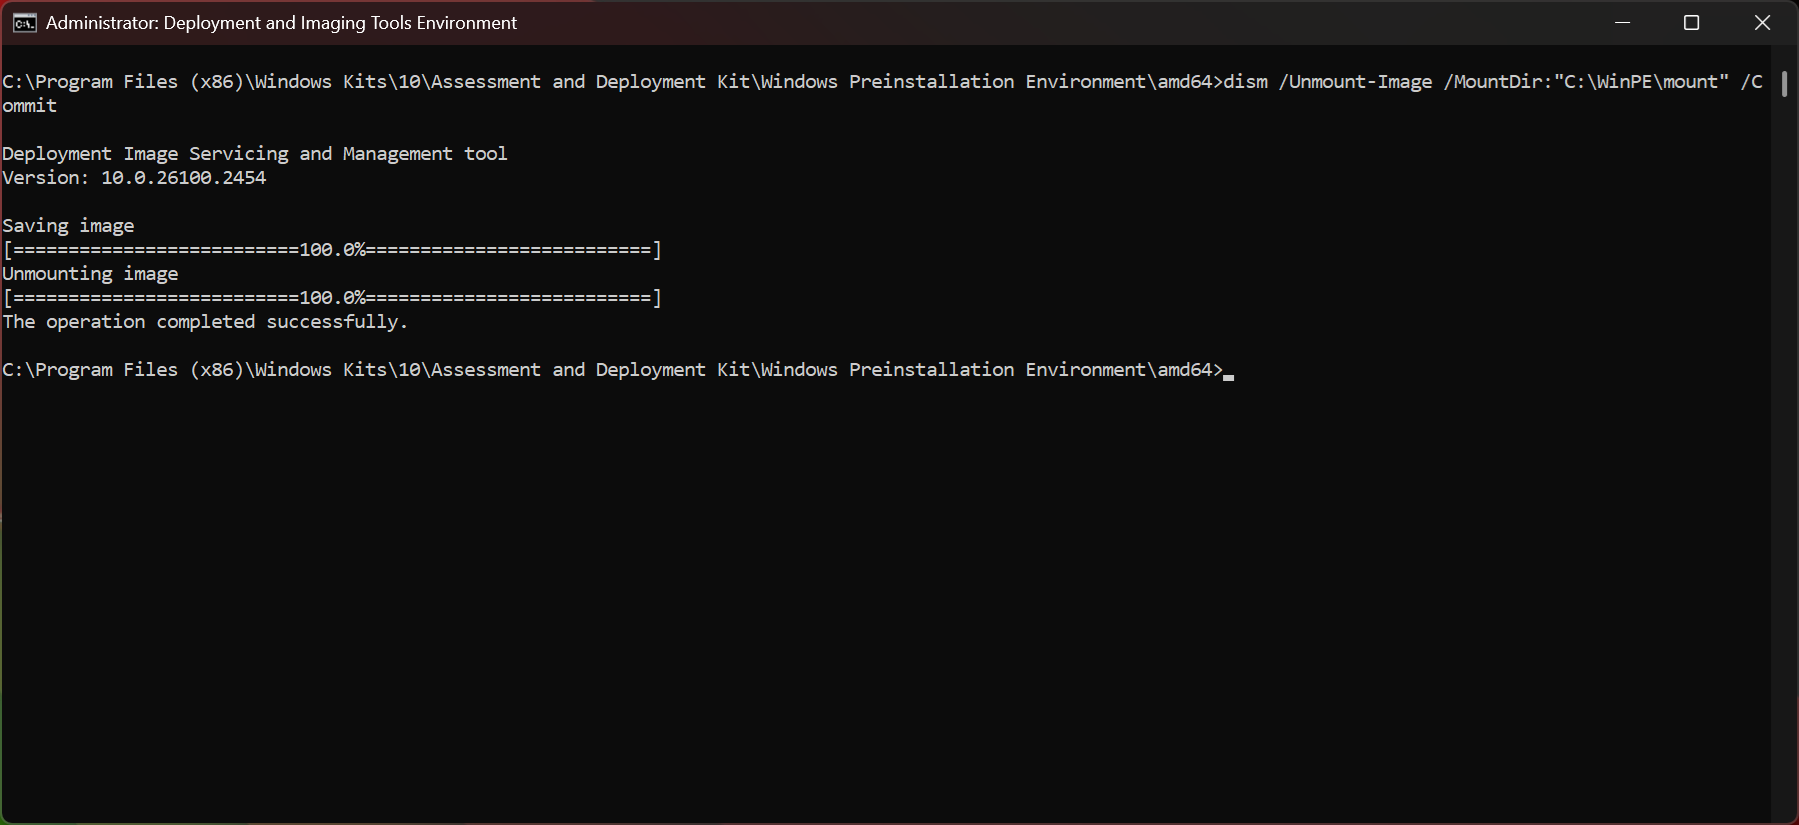 Administrator: Deployment and Imaging Tools Environment
C:\Program Files (x86)\Windows Kits\10\Assessment and Deployment Kit\Windows Preinstallation Environment\amd64>dism /Unmount-Image /MountDir:"C:\WinPE\mount" /C
ommit
Deployment Image Servicing and Management tool
Version: 10.0.26100.2454
Saving image
[==========================100.0%==========================]
Unmounting image
[==========================100.0%==========================]
The operation completed successfully.
C:\Program Files (x86)\Windows Kits\10\Assessment and Deployment Kit\Windows Preinstallation Environment\amd64>